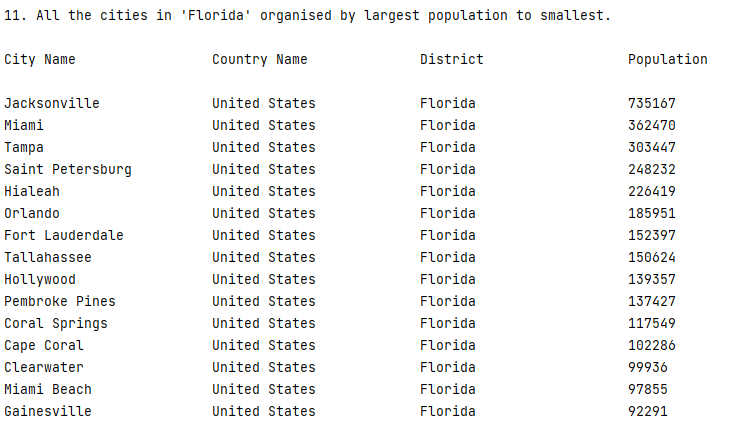 11. All the cities in 'Florida' organised by largest population to smallest.
City Name Country Name District Population
Jacksonville United States Florida 735167
Miami United States Florida 362470
Tampa United States Florida 303447
Saint Petersburg United States Florida 248232
Hialeah United States Florida 226419
Orlando United States Florida 185951
Fort Lauderdale United States Florida 152397
Tallahassee United States Florida 150624
Hollywood United States Florida 139357
Pembroke Pines United States Florida 137427
Coral Springs United States Florida 117549
Cape Coral United States Florida 102286
Clearwater United States Florida 99936
Miami Beach United States Florida 97855
Gainesville United States Florida 92291